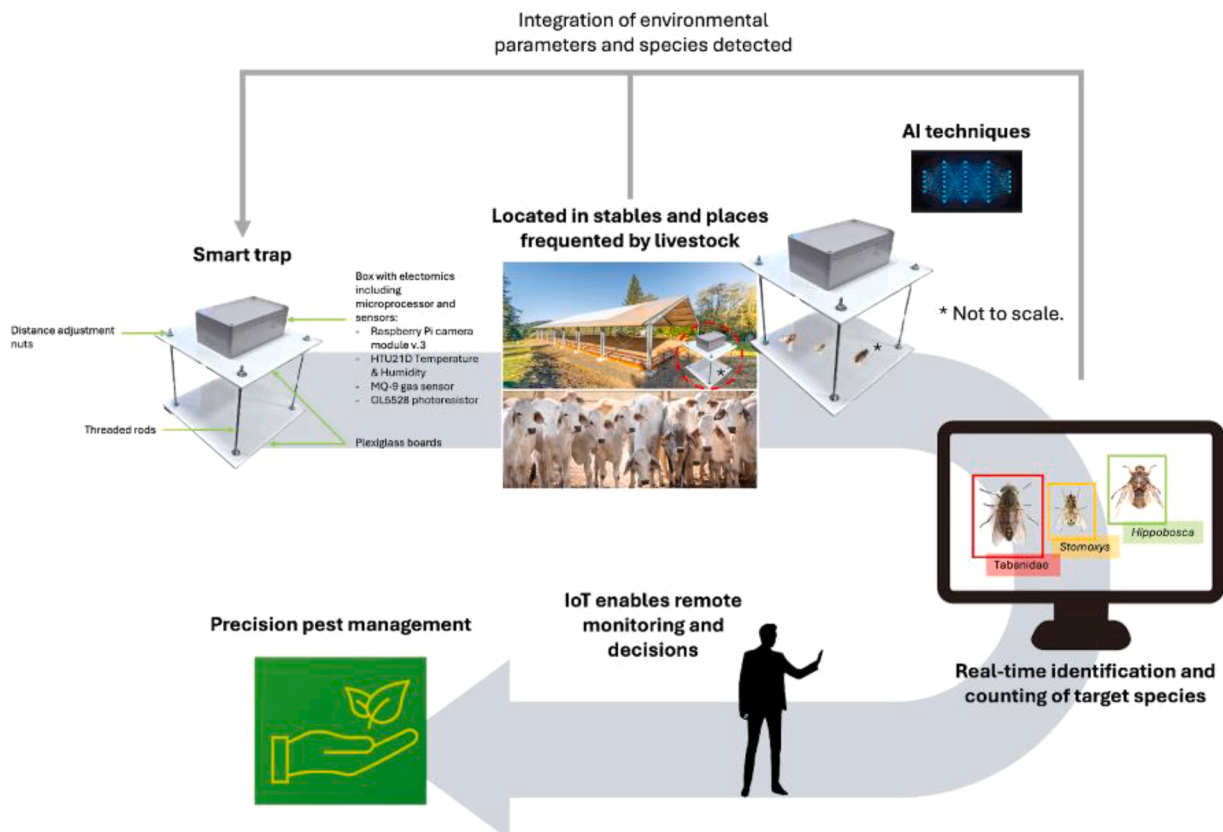 Integration of environmental
parameters and species detected
AI techniques
Located in stables and places
frequented by livestock
Smart trap
Box with electornics
including
microprocessor and
sensors:
- Raspberry Pi camera
module v.3
- HTU21D Temperature
& Humidity
- MQ-9 gas sensor
- GL5528 photoresistor
Distance adjustment
nuts
* Not to scale.
*
*
Threaded rods
Plexiglass boards
Hippobosca
Stomoxys
Tabanidae
IoT enables remote
monitoring and
decisions
Precision pest management
Real-time identification and
counting of target species